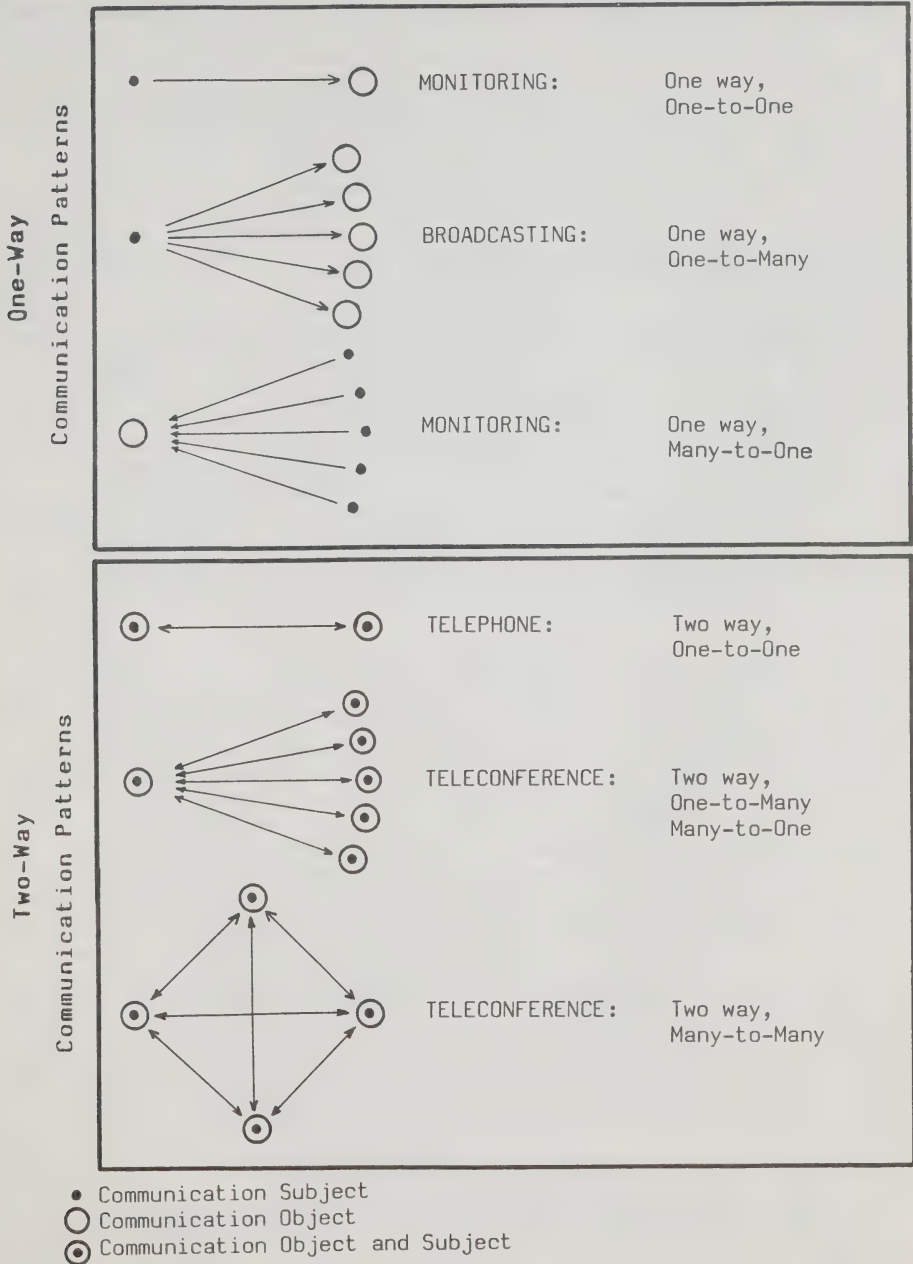 One-Way
Communication Patterns
MONITORING: One way,
One-to-One
BROADCASTING: One way,
One-to-Many
MONITORING: One way,
Many-to-One
Two-Way
Communication Patterns
TELEPHONE: Two way,
One-to-One
TELECONFERENCE: Two way,
One-to-Many
Many-to-One
TELECONFERENCE: Two way,
Many-to-Many
Communication Subject
Communication Object
Communication Object and Subject